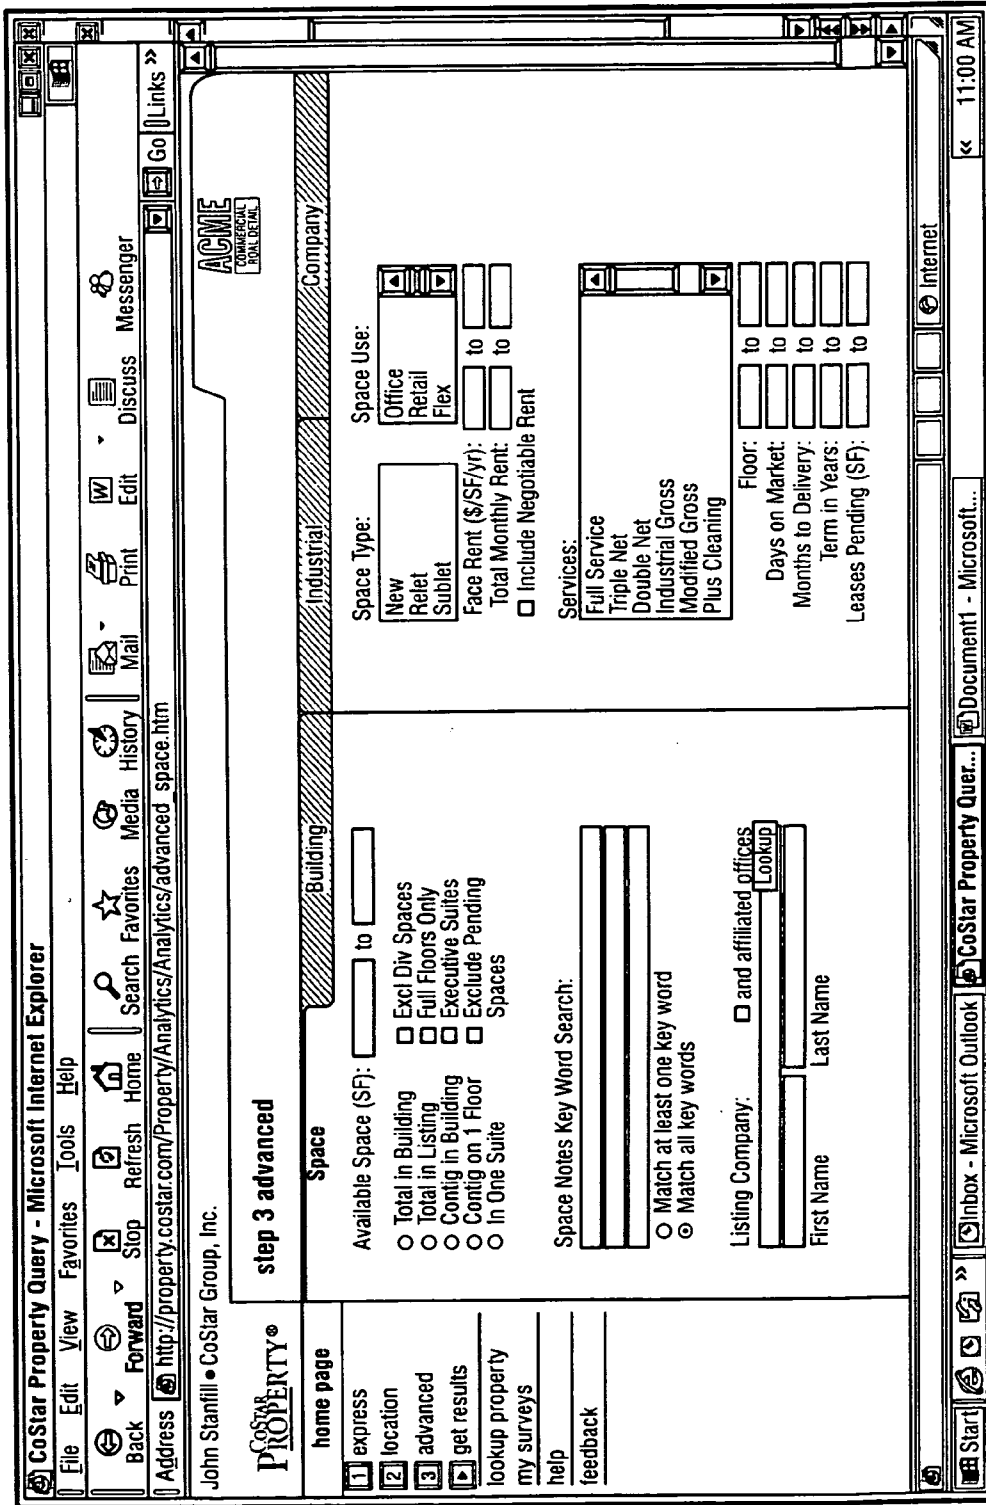 CoStar Property Query - Microsoft Internet Explorer
File Edit View Favorites Tools Help
Back Forward Stop Refresh Home Search Favorites Media History Mail Print Edit Discuss Messenger
Address http://property.costar.com/Property/Analytics/Analytics/advanced_space.htm Go Links »
John Stanfill • CoStar Group, Inc.
COSTAR
PROPERTY®
step 3 advanced
ACME
COMMERCIAL
ROAL DETAIL
home page
1 express
2 location
3 advanced
get results
lookup property
my surveys
help
feedback
Space Building Industrial Company
Available Space (SF): to
Total in Building
Total in Listing
Contig in Building
Contig on 1 Floor
In One Suite
Excl Div Spaces
Full Floors Only
Executive Suites
Exclude Pending
Spaces
Space Notes Key Word Search:
Match at least one key word
Match all key words
Listing Company: and affiliated offices
Lookup
First Name Last Name
Space Type:
New
Relet
Sublet
Space Use:
Office
Retail
Flex
Face Rent ($/SF/yr): to
Total Monthly Rent: to
Include Negotiable Rent
Services:
Full Service
Triple Net
Double Net
Industrial Gross
Modified Gross
Plus Cleaning
Floor: to
Days on Market: to
Months to Delivery: to
Term in Years: to
Leases Pending (SF): to
Internet
Start » Inbox - Microsoft Outlook CoStar Property Quer... Document1 - Microsoft... « 11:00 AM